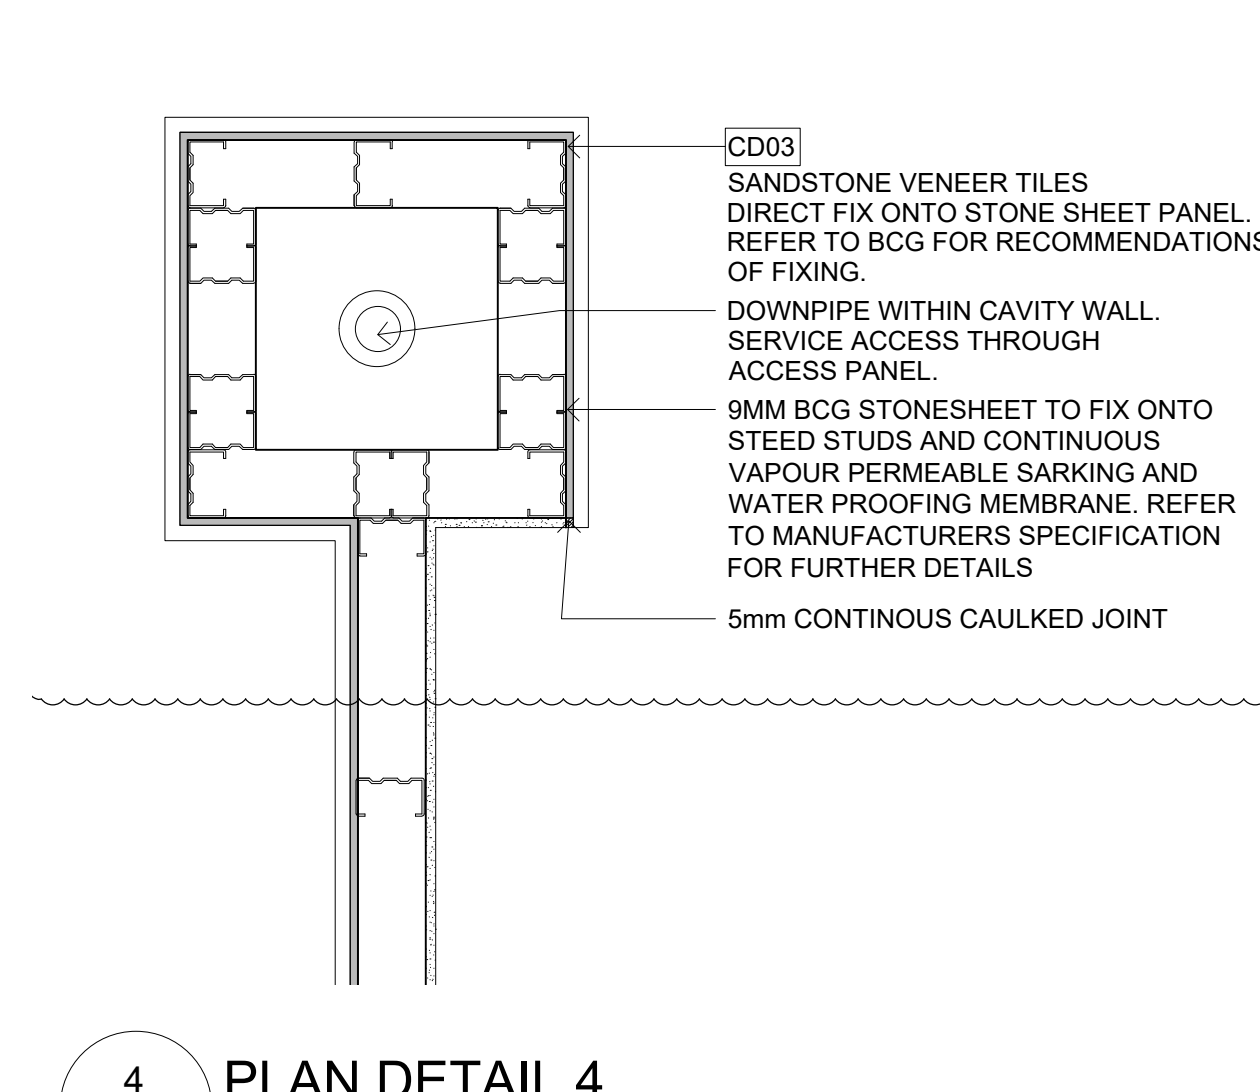 CD03
SANDSTONE VENEER TILES
DIRECT FIX ONTO STONE SHEET PANEL.
REFER TO BCG FOR RECOMMENDATIONS
OF FIXING.
DOWNPIPE WITHIN CAVITY WALL.
SERVICE ACCESS THROUGH
ACCESS PANEL.
9MM BCG STONESHEET TO FIX ONTO
STEED STUDS AND CONTINUOUS
VAPOUR PERMEABLE SARKING AND
WATER PROOFING MEMBRANE. REFER
TO MANUFACTURERS SPECIFICATION
FOR FURTHER DETAILS
5mm CONTINOUS CAULKED JOINT
4
PLAN DETAIL 4